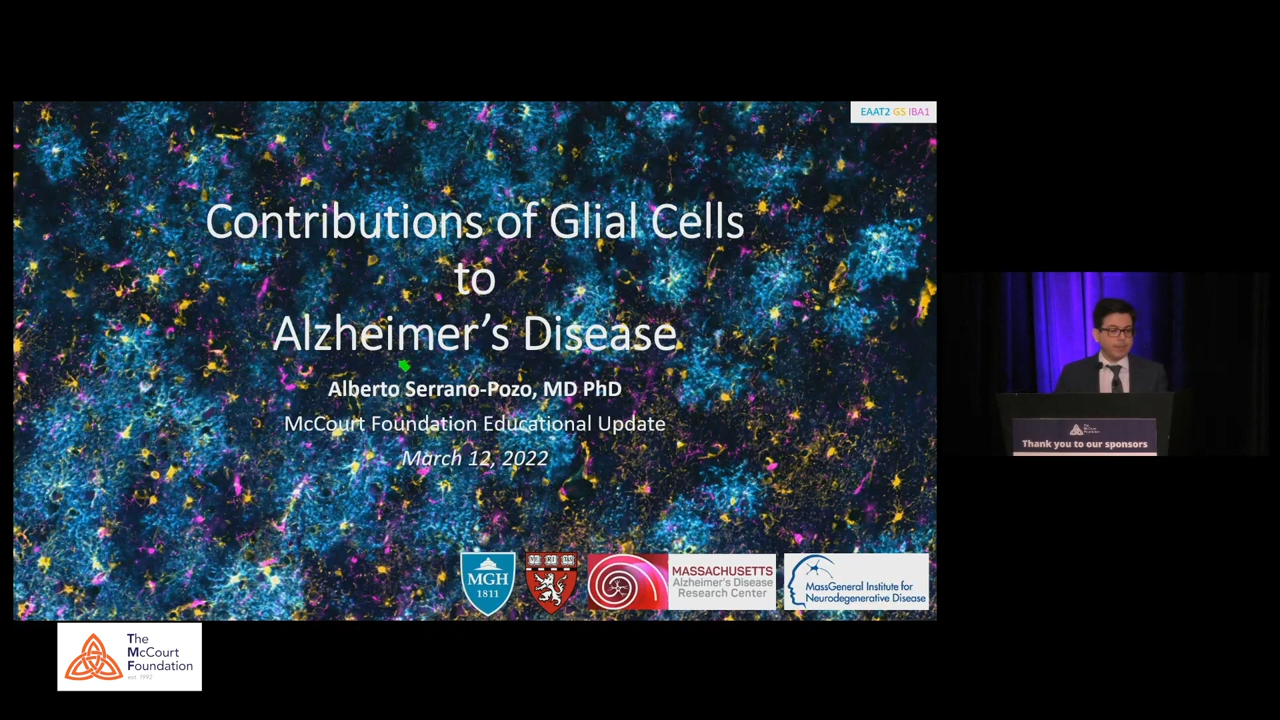 EAAT2 GS IBA1
Contributions of Glial Cells
to
Alzheimer's Disease
Alberto Serrano-Pozo, MD PhD
McCourt Foundation Educational Update
March 12, 2022
MGH
1811
MASSACHUSETTS
Alzheimer's Disease
Research Center
MassGeneral Institute for
Neurodegenerative Disease
The
McCourt
Foundation
est. 1992
Thank you to our sponsors